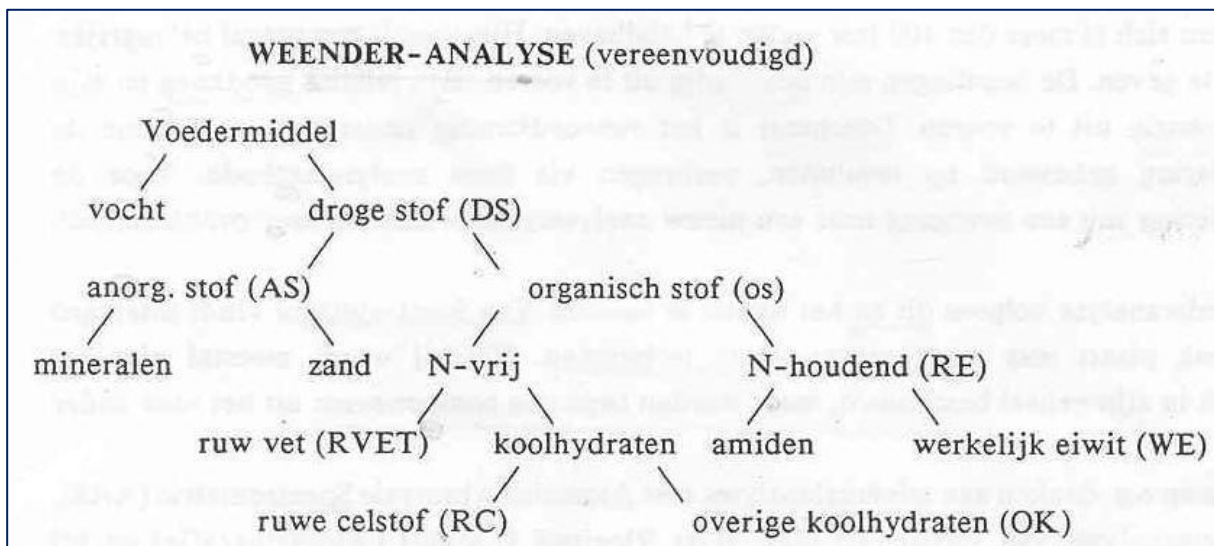 WEENDER-ANALYSE (vereenvoudigd)
Voedermiddel
vocht droge stof (DS)
anorg. stof (AS) organisch stof (os)
mineralen zand N-vrij N-houdend (RE)
ruw vet (RVET) koolhydraten amiden werkelijk eiwit (WE)
ruwe celstof (RC) overige koolhydraten (OK)